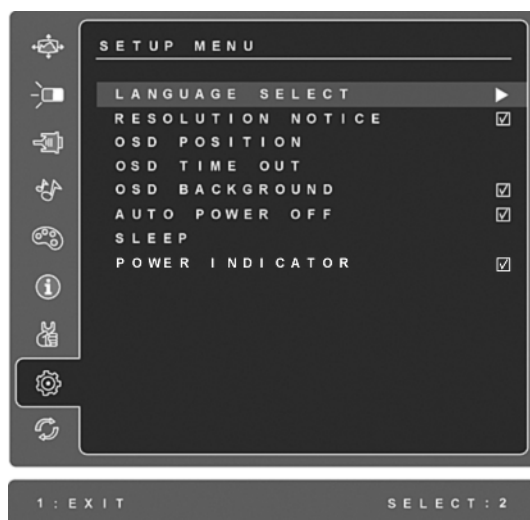 SETUP MENU
LANGUAGE SELECT
RESOLUTION NOTICE
OSD POSITION
OSD TIME OUT
OSD BACKGROUND
AUTO POWER OFF
SLEEP
POWER INDICATOR
1:EXIT SELECT:2